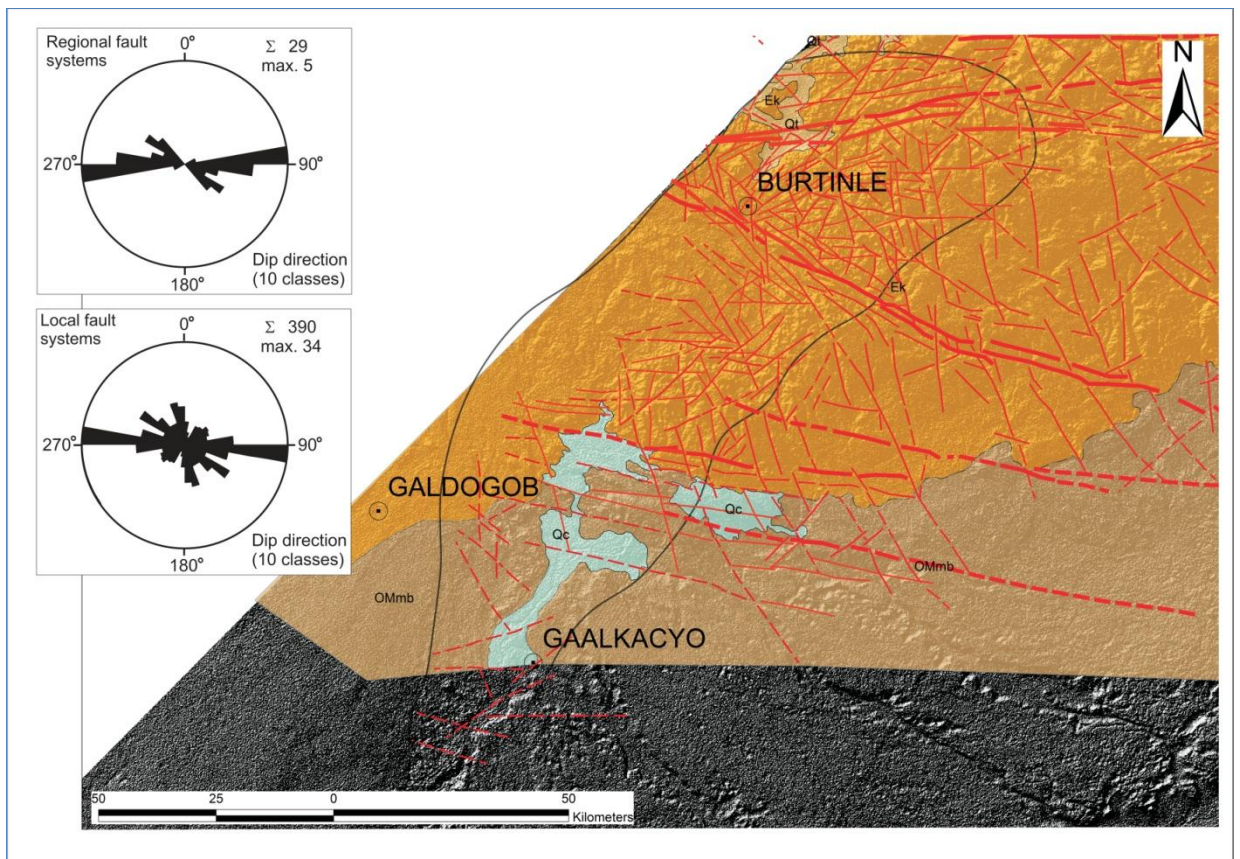 Regional fault
systems
Σ 29
max. 5
0°
270°
90°
180°
Dip direction
(10 classes)
Local fault
systems
Σ 390
max. 34
0°
270°
90°
180°
Dip direction
(10 classes)
N
Qt
Ek
Qt
BURTINLE
Ek
GALDOGOB
Qc
Qc
OMmb
OMmb
GAALKACYO
50 25 0 50
Kilometers